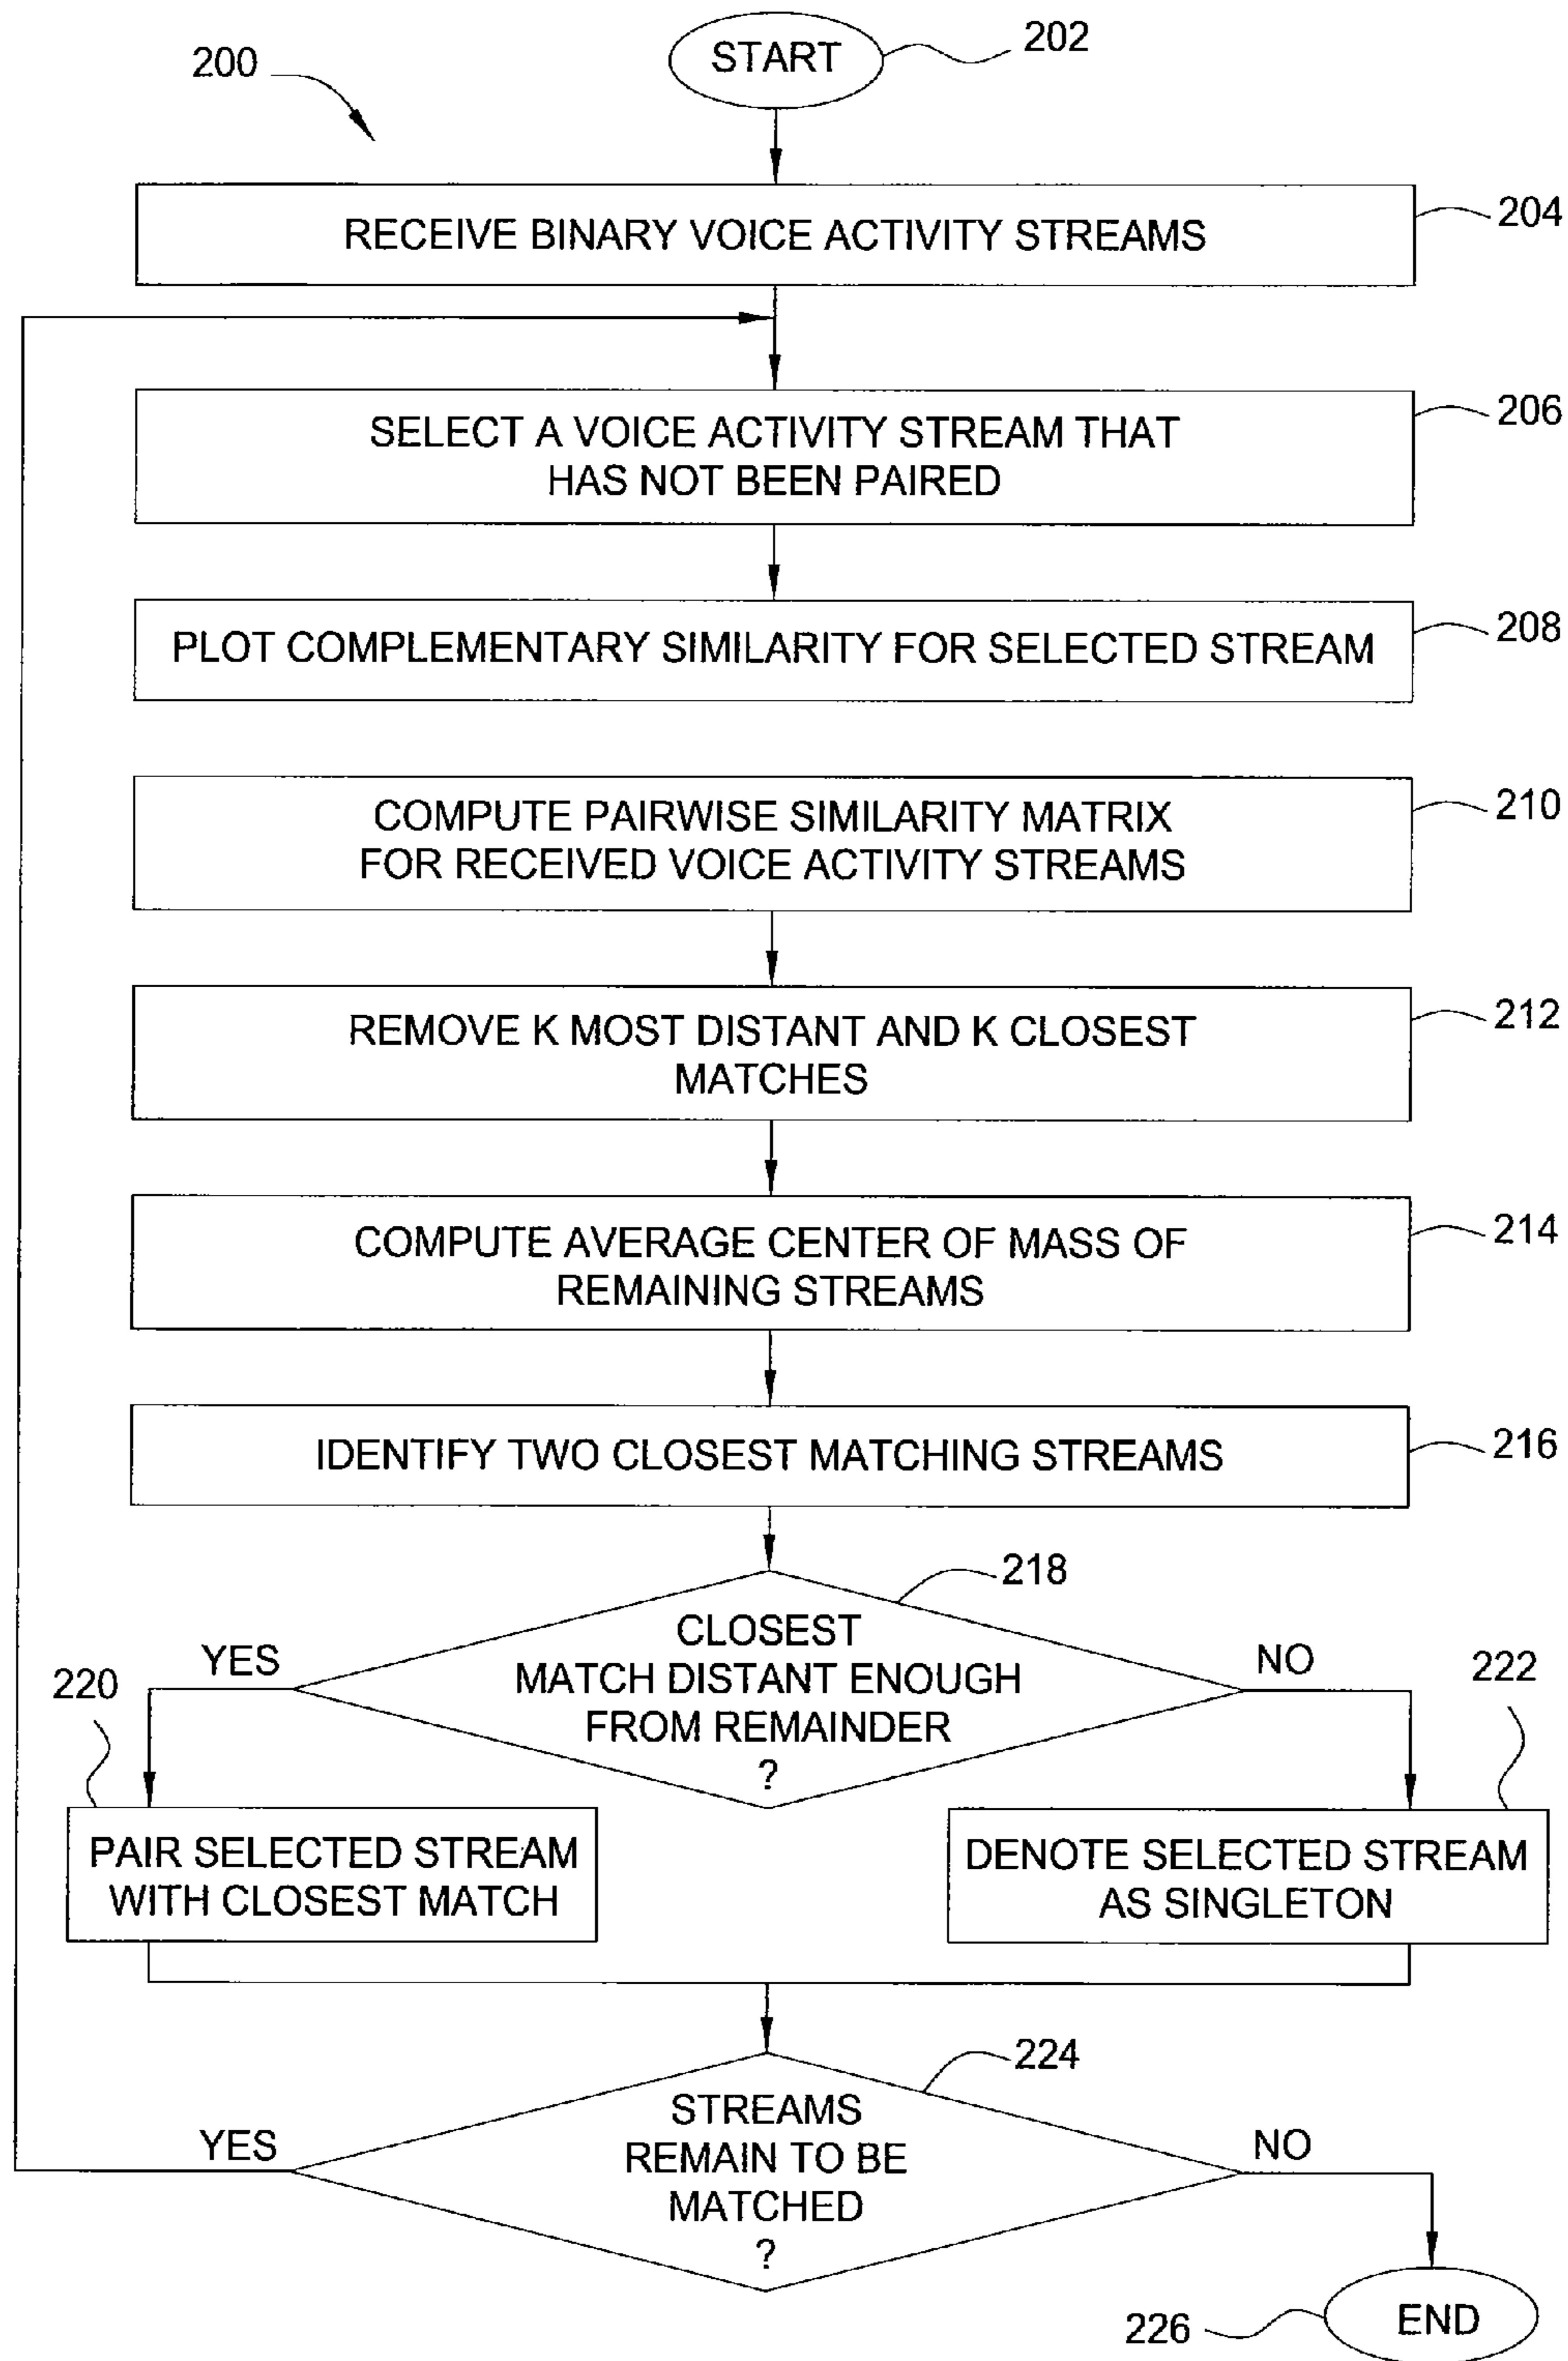 200
START
202
RECEIVE BINARY VOICE ACTIVITY STREAMS
204
SELECT A VOICE ACTIVITY STREAM THAT
HAS NOT BEEN PAIRED
206
PLOT COMPLEMENTARY SIMILARITY FOR SELECTED STREAM
208
COMPUTE PAIRWISE SIMILARITY MATRIX
FOR RECEIVED VOICE ACTIVITY STREAMS
210
REMOVE K MOST DISTANT AND K CLOSEST
MATCHES
212
COMPUTE AVERAGE CENTER OF MASS OF
REMAINING STREAMS
214
IDENTIFY TWO CLOSEST MATCHING STREAMS
216
218
CLOSEST
MATCH DISTANT ENOUGH
FROM REMAINDER
?
YES
NO
220
222
PAIR SELECTED STREAM
WITH CLOSEST MATCH
DENOTE SELECTED STREAM
AS SINGLETON
224
STREAMS
REMAIN TO BE
MATCHED
?
YES
NO
226
END